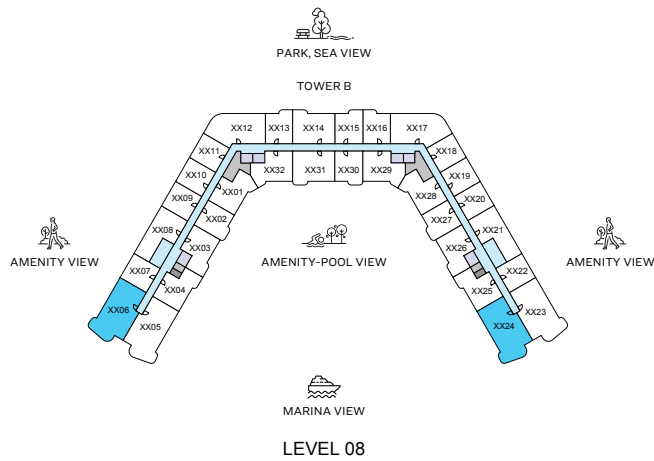 PARK, SEA VIEW
TOWER B
XX12
XX13
XX14
XX15
XX16
XX17
XX11
XX18
XX32
XX31
XX30
XX29
XX10
XX01
XX28
XX19
XX09
XX02
XX27
XX20
XX08
XX03
XX26
XX21
AMENITY VIEW
AMENITY-POOL VIEW
AMENITY VIEW
XX07
XX04
XX25
XX22
XX06
XX05
XX24
XX23
MARINA VIEW
LEVEL 08